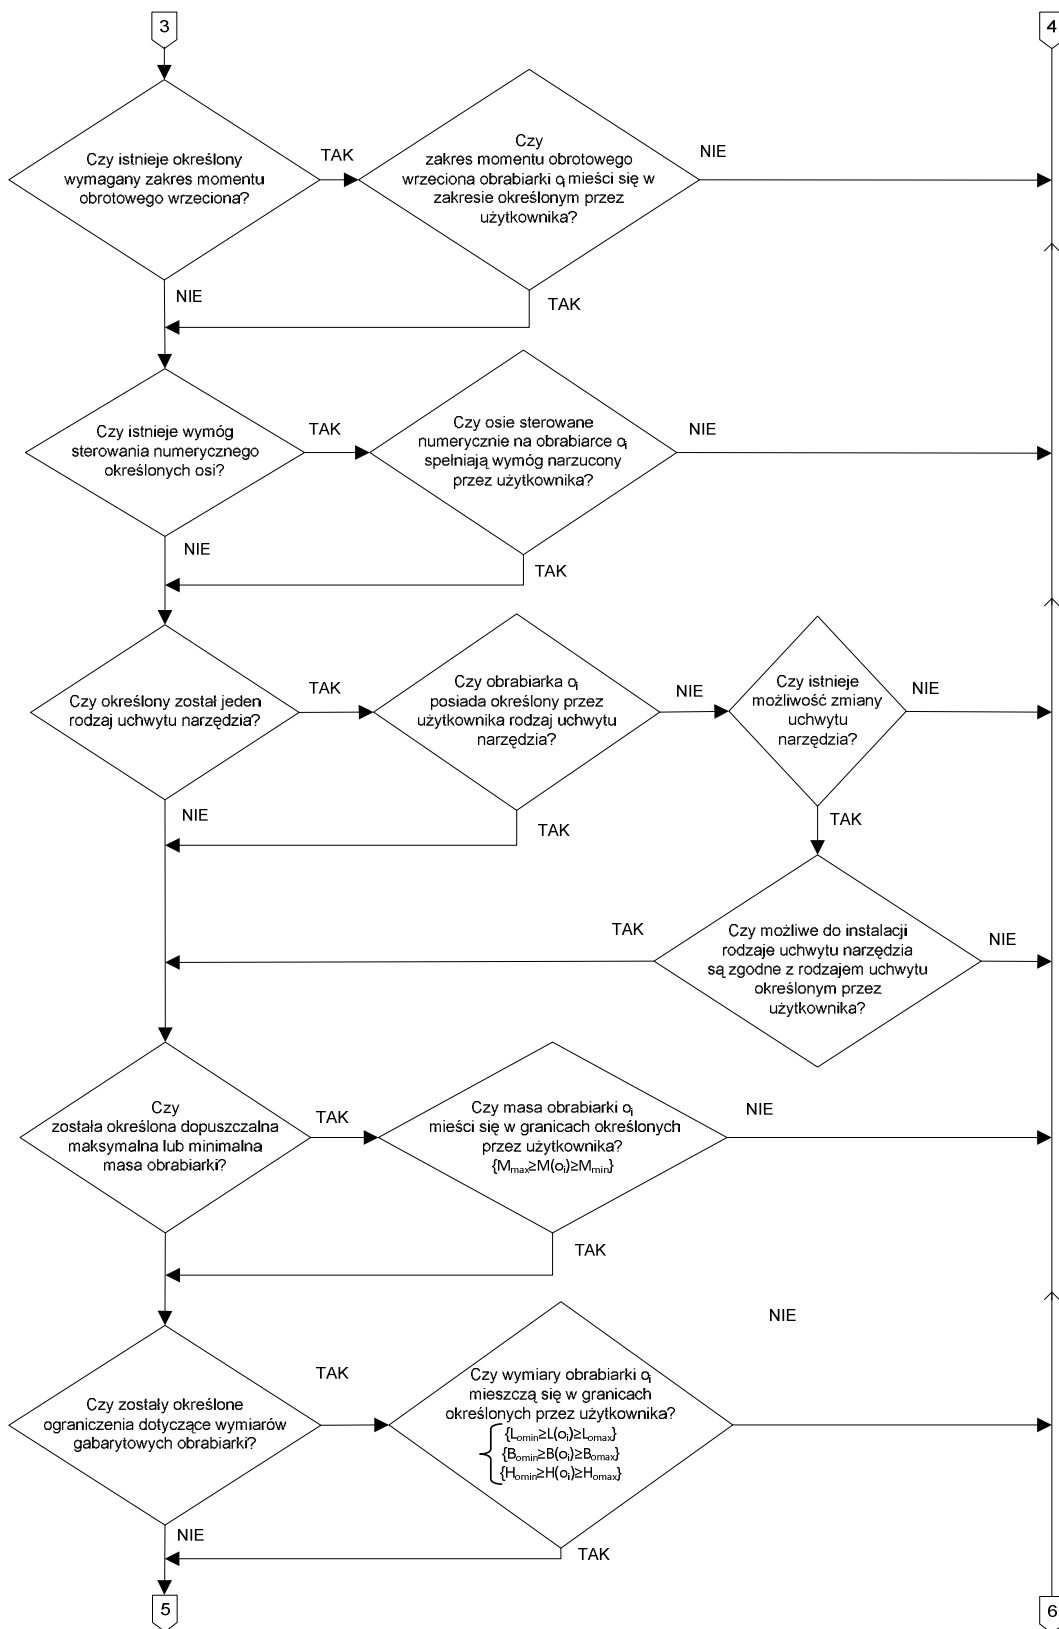 3
4
Czy istnieje określony
wymagany zakres momentu
obrotowego wrzeciona?
TAK
Czy
zakres momentu obrotowego
wrzeciona obrabiarki oᵢ mieści się w
zakresie określonym przez
użytkownika?
NIE
NIE
TAK
Czy istnieje wymóg
sterowania numerycznego
określonych osi?
TAK
Czy osie sterowane
numerycznie na obrabiarce oᵢ
spełniają wymóg narzucony
przez użytkownika?
NIE
NIE
TAK
Czy określony został jeden
rodzaj uchwytu narzędzia?
TAK
Czy obrabiarka oᵢ
posiada określony przez
użytkownika rodzaj uchwytu
narzędzia?
NIE
Czy istnieje
możliwość zmiany
uchwytu
narzędzia?
NIE
NIE
TAK
TAK
TAK
Czy możliwe do instalacji
rodzaje uchwytu narzędzia
są zgodne z rodzajem uchwytu
określonym przez
użytkownika?
NIE
Czy
została określona dopuszczalna
maksymalna lub minimalna
masa obrabiarki?
TAK
Czy masa obrabiarki oᵢ
mieści się w granicach określonych
przez użytkownika?
{Mmax≥M(oᵢ)≥Mmin}
NIE
TAK
Czy zostały określone
ograniczenia dotyczące wymiarów
gabarytowych obrabiarki?
TAK
Czy wymiary obrabiarki oᵢ
mieszczą się w granicach
określonych przez użytkownika?
{Lomin≥L(oᵢ)≥Lomax}
{Bomin≥B(oᵢ)≥Bomax}
{Homin≥H(oᵢ)≥Homax}
NIE
NIE
TAK
5
6